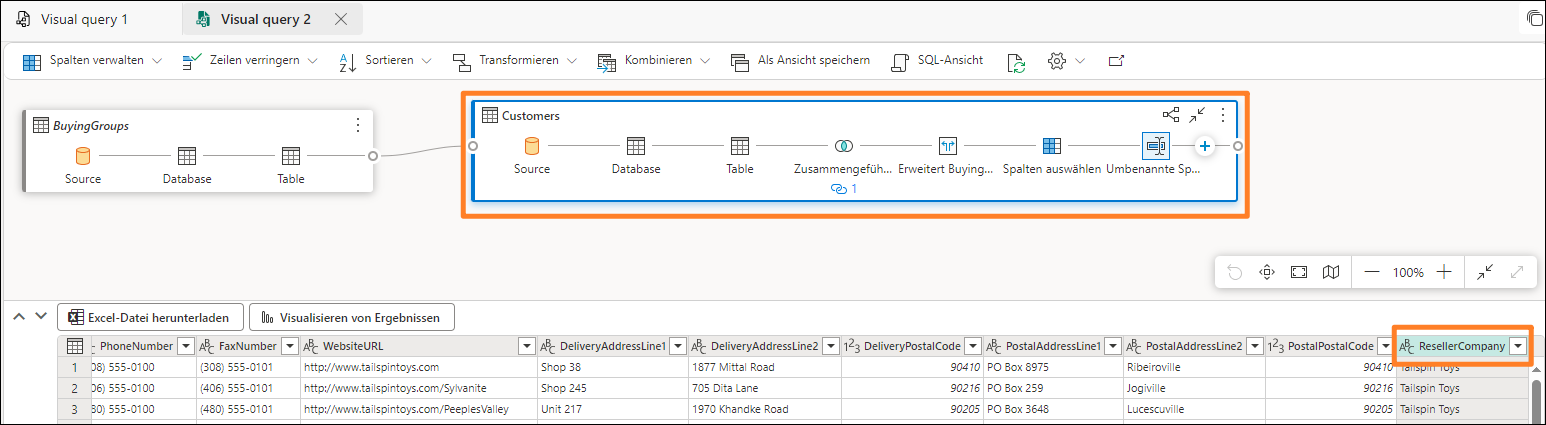 Visual query 1 Visual query 2
Spalten verwalten Zeilen verringern Sortieren Transformieren Kombinieren Als Ansicht speichern SQL-Ansicht
BuyingGroups
Source Database Table
Customers
Source Database Table Zusammengefüh... Erweitert Buying... Spalten auswählen Umbenannte Sp...
1
100%
Excel-Datei herunterladen Visualisieren von Ergebnissen
PhoneNumber FaxNumber WebsiteURL DeliveryAddressLine1 DeliveryAddressLine2 DeliveryPostalCode PostalAddressLine1 PostalAddressLine2 PostalPostalCode ResellerCompany
1 08) 555-0100 (308) 555-0101 http://www.tailspintoys.com Shop 38 1877 Mittal Road 90410 PO Box 8975 Ribeiroville 90410 Tailspin Toys
2 06) 555-0100 (406) 555-0101 http://www.tailspintoys.com/Sylvanite Shop 245 705 Dita Lane 90216 PO Box 259 Jogiville 90216 Tailspin Toys
3 80) 555-0100 (480) 555-0101 http://www.tailspintoys.com/PeeplesValley Unit 217 1970 Khandke Road 90205 PO Box 3648 Lucescuville 90205 Tailspin Toys